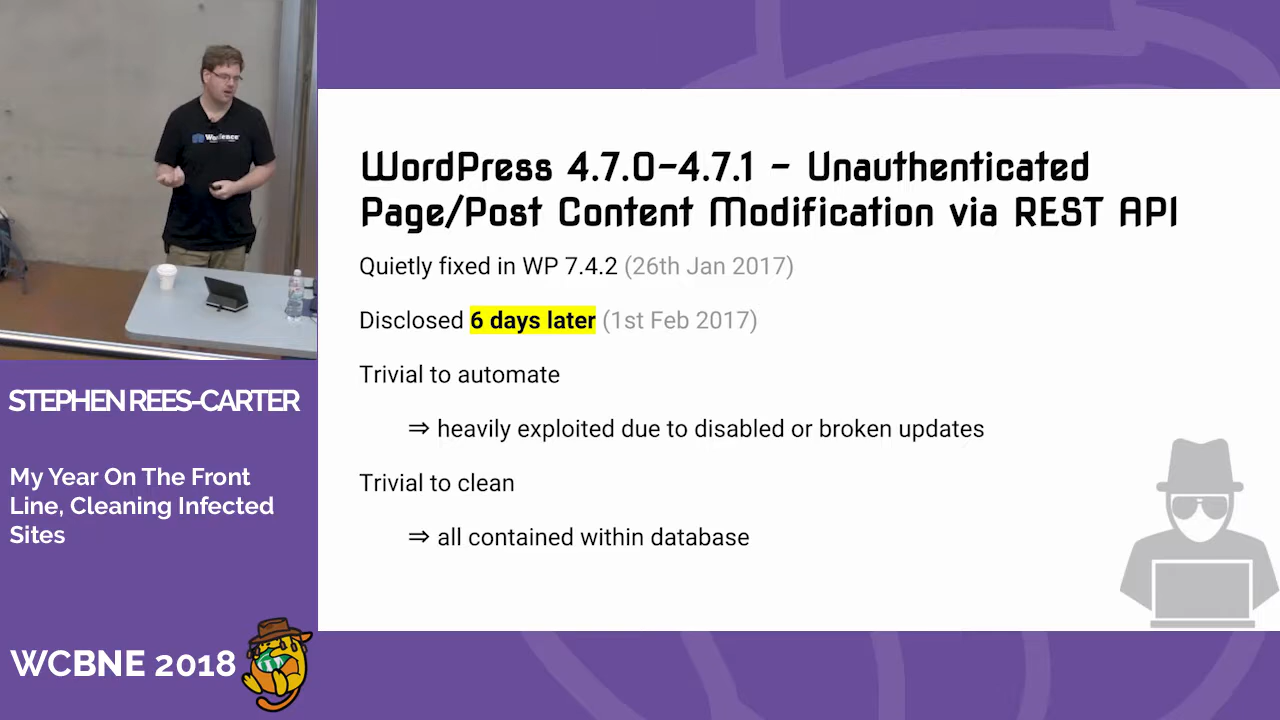 Wordfence
WordPress 4.7.0-4.7.1 - Unauthenticated
Page/Post Content Modification via REST API
Quietly fixed in WP 7.4.2 (26th Jan 2017)
Disclosed 6 days later (1st Feb 2017)
Trivial to automate
⇒ heavily exploited due to disabled or broken updates
Trivial to clean
⇒ all contained within database
STEPHEN REES-CARTER
My Year On The Front
Line, Cleaning Infected
Sites
WCBNE 2018